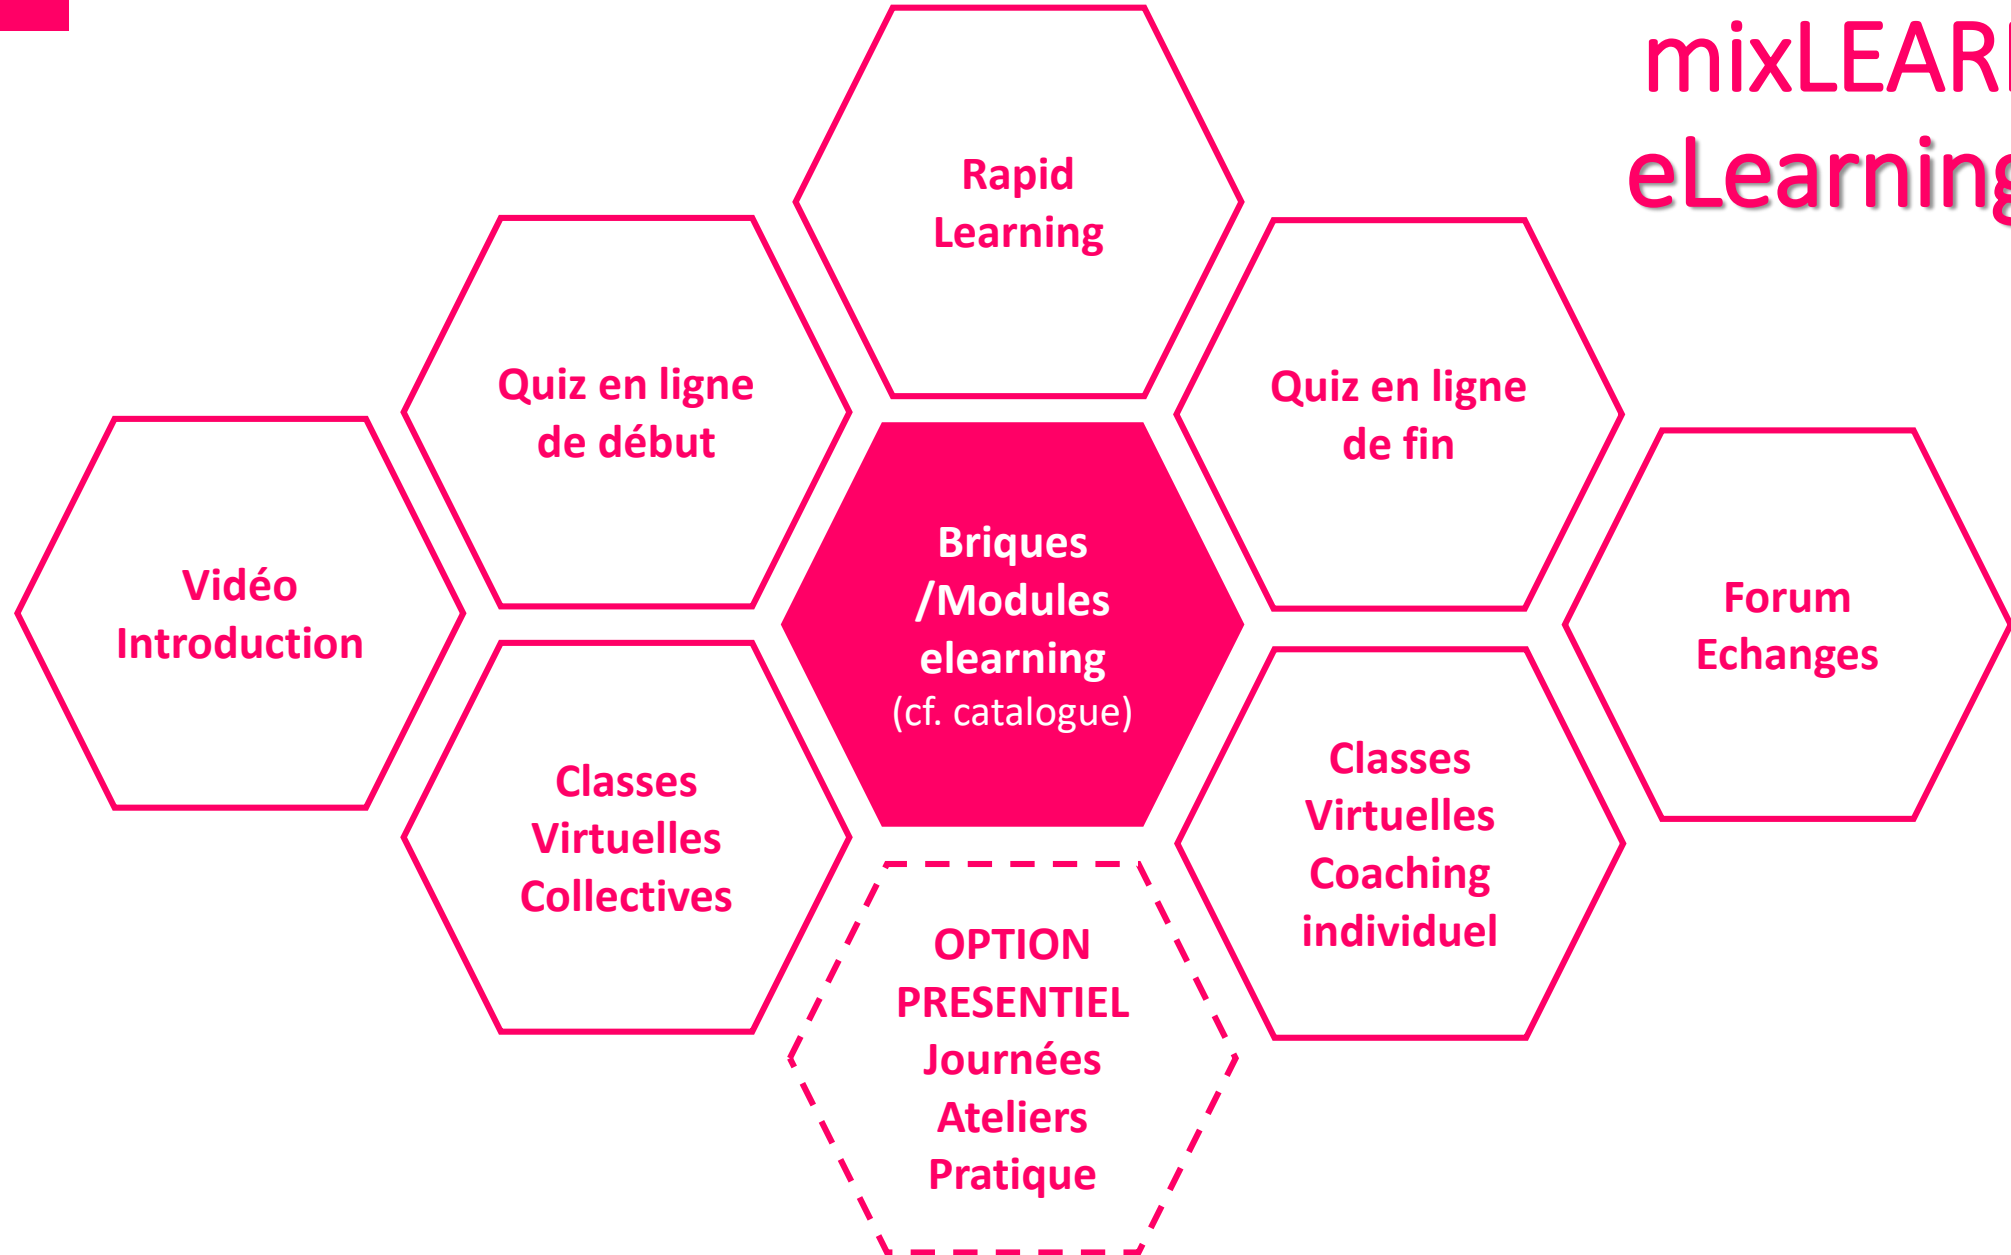 mixLEAR
eLearning
Rapid
Learning
Quiz en ligne
de début
Quiz en ligne
de fin
Vidéo
Introduction
Briques
/Modules
elearning
(cf. catalogue)
Forum
Echanges
Classes
Virtuelles
Collectives
Classes
Virtuelles
Coaching
individuel
OPTION
PRESENTIEL
Journées
Ateliers
Pratique